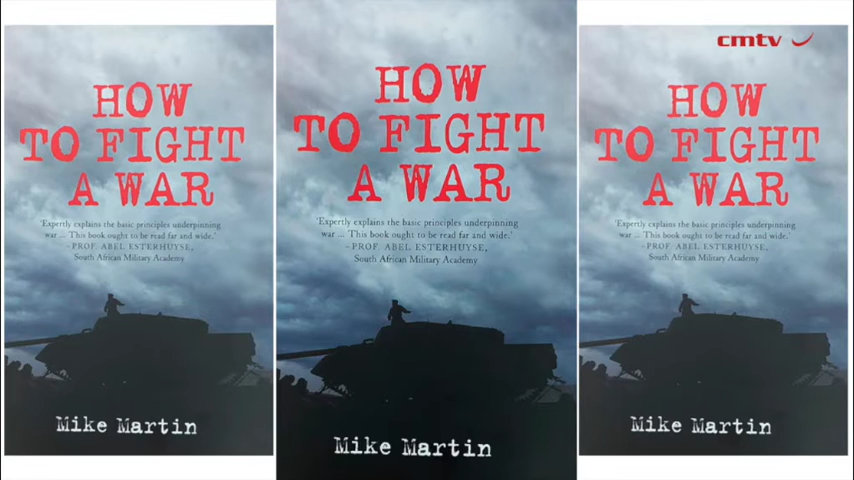 HOW
TO FIGHT
A WAR
'Expertly explains the basic principles underpinning
war ... This book ought to be read far and wide.'
– PROF. ABEL ESTERHUYSE,
South African Military Academy
Mike Martin
HOW
TO FIGHT
A WAR
'Expertly explains the basic principles underpinning
war ... This book ought to be read far and wide.'
– PROF. ABEL ESTERHUYSE,
South African Military Academy
Mike Martin
cmtv
HOW
TO FIGHT
A WAR
'Expertly explains the basic principles underpinning
war ... This book ought to be read far and wide.'
– PROF. ABEL ESTERHUYSE,
South African Military Academy
Mike Martin